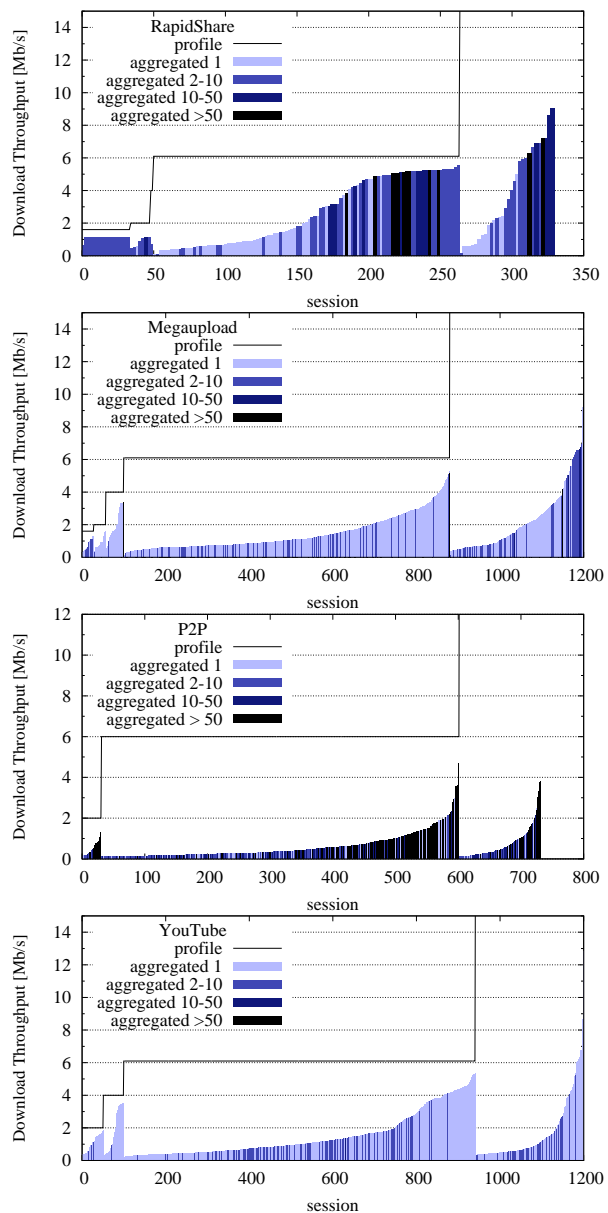 RapidShare
profile
aggregated 1
aggregated 2-10
aggregated 10-50
aggregated >50
Download Throughput [Mb/s]
14
12
10
8
6
4
2
0
0 50 100 150 200 250 300 350
session
Megaupload
profile
aggregated 1
aggregated 2-10
aggregated 10-50
aggregated >50
Download Throughput [Mb/s]
14
12
10
8
6
4
2
0
0 200 400 600 800 1000 1200
session
P2P
profile
aggregated 1
aggregated 2-10
aggregated 10-50
aggregated > 50
Download Throughput [Mb/s]
12
10
8
6
4
2
0
0 100 200 300 400 500 600 700 800
session
YouTube
profile
aggregated 1
aggregated 2-10
aggregated 10-50
aggregated >50
Download Throughput [Mb/s]
14
12
10
8
6
4
2
0
0 200 400 600 800 1000 1200
session